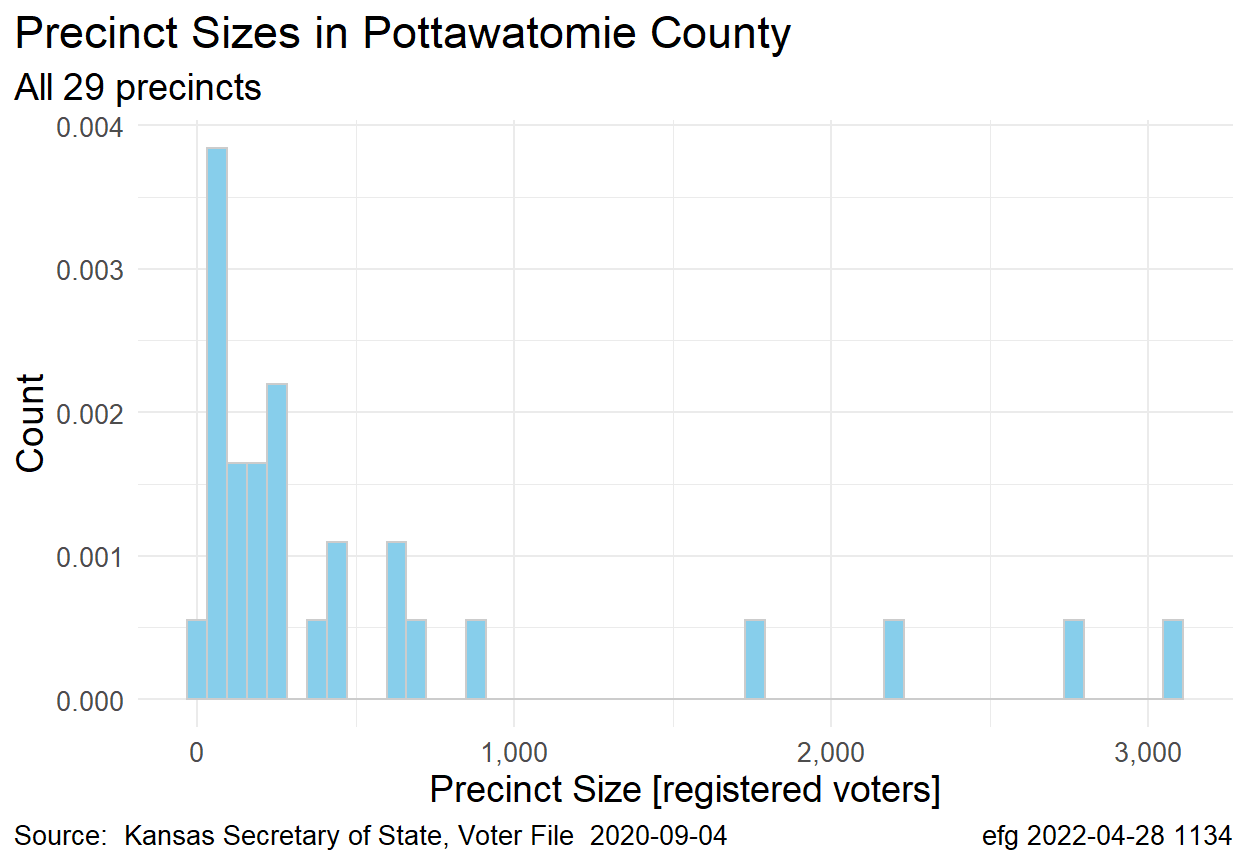 Precinct Sizes in Pottawatomie County
All 29 precincts
0.004
0.003
0.002
0.001
0.000
Count
0
1,000
2,000
3,000
Precinct Size [registered voters]
Source:  Kansas Secretary of State, Voter File  2020-09-04
efg 2022-04-28 1134